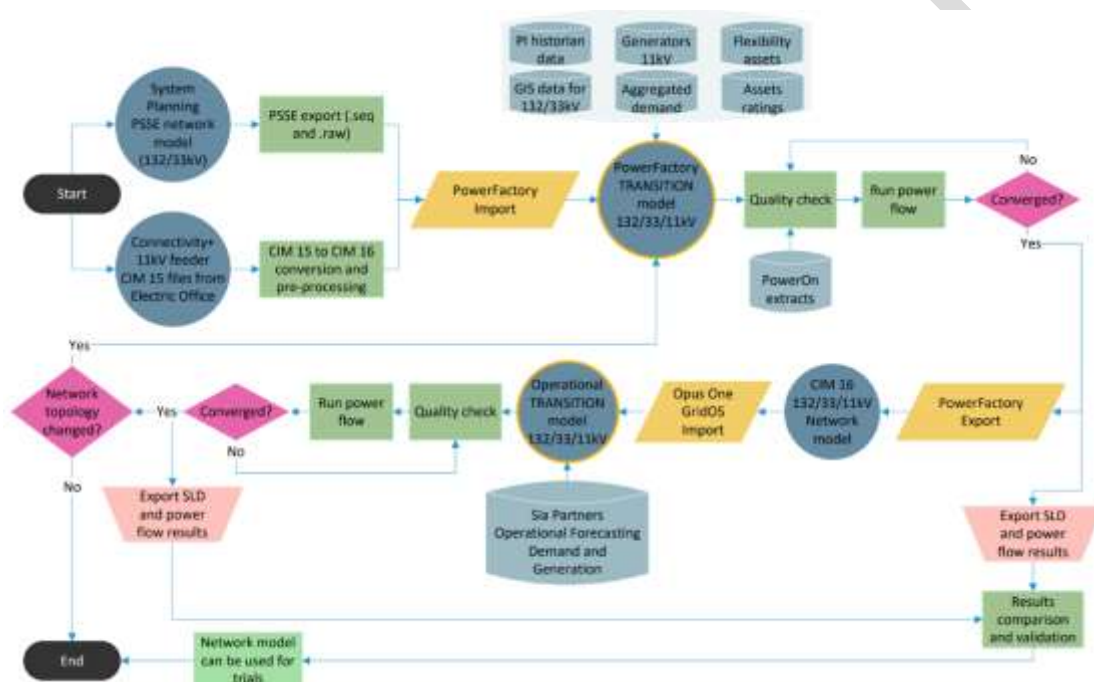 PI historian
data
Generators
11kV
Flexibility
assets
GIS data for
132/33kV
Aggregated
demand
Assets
ratings
System
Planning
PSSE network
model
(132/33kV)
PSSE export (.seq
and .raw)
Start
PowerFactory
Import
PowerFactory
TRANSITION
model
132/33/11kV
Quality check
Run power
flow
No
Converged?
Yes
Connectivity+
11kV feeder
CIM 15 files from
Electric Office
CIM 15 to CIM 16
conversion and
pre-processing
PowerOn
extracts
Yes
Network
topology
changed?
Yes
Converged?
No
Run power
flow
Quality check
Operational
TRANSITION
model
132/33/11kV
Opus One
GridOS
Import
CIM 16
132/33/11kV
Network
model
PowerFactory
Export
No
Export SLD
and power
flow results
Sia Partners
Operational Forecasting
Demand and
Generation
Export SLD
and power
flow results
Results
comparison
and validation
End
Network model
can be used for
trials